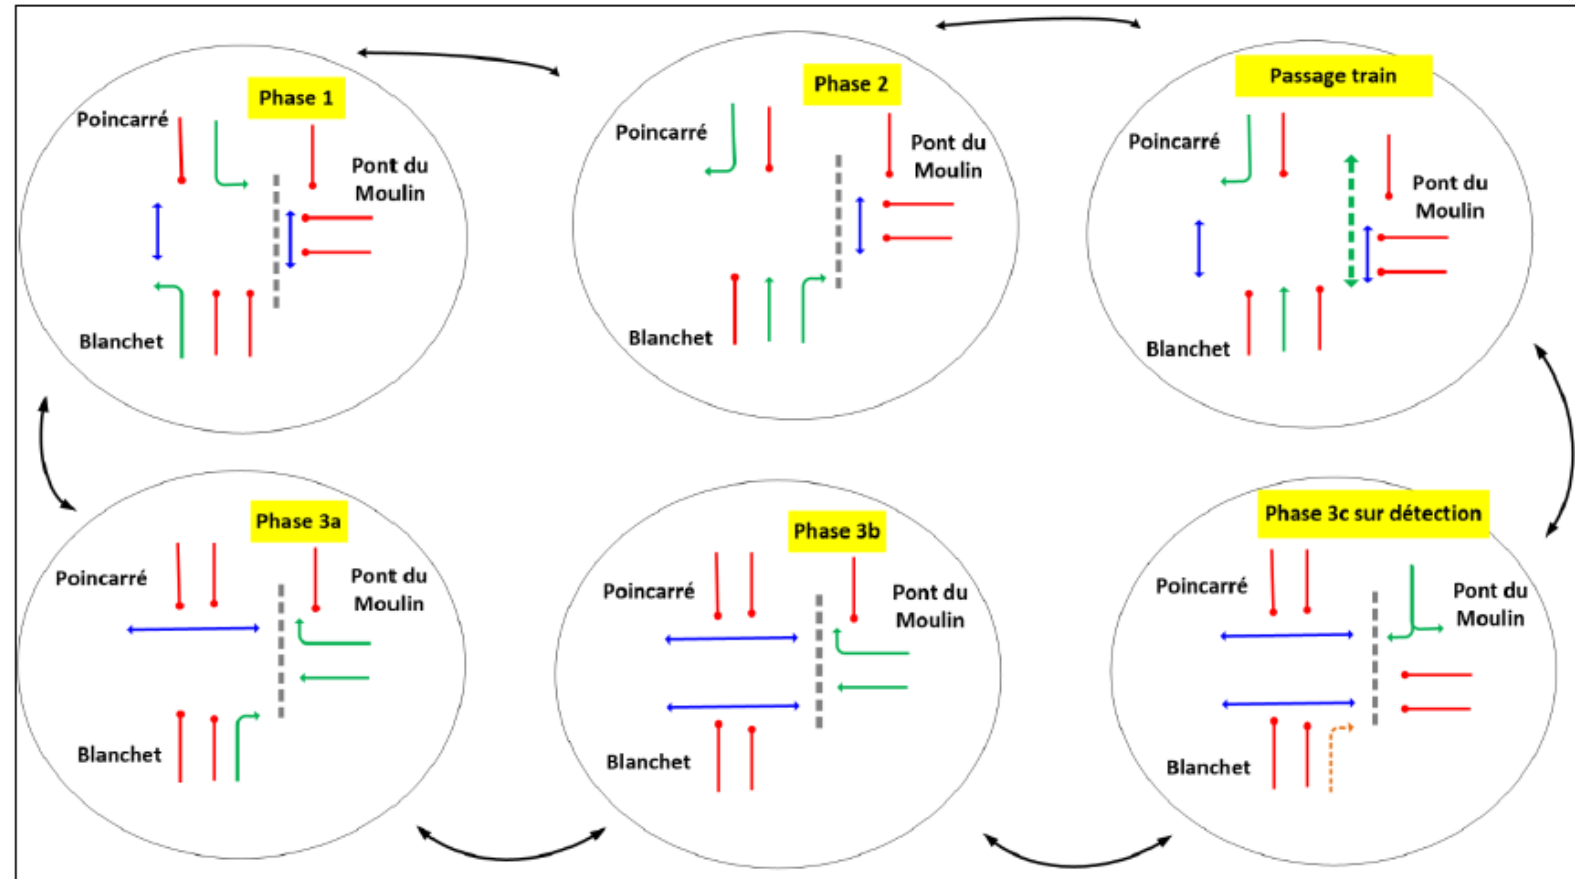 Phase 1
Poincarré
Pont du
Moulin
Blanchet
Phase 2
Poincarré
Pont du
Moulin
Blanchet
Passage train
Poincarré
Pont du
Moulin
Blanchet
Phase 3a
Poincarré
Pont du
Moulin
Blanchet
Phase 3b
Poincarré
Pont du
Moulin
Blanchet
Phase 3c sur détection
Poincarré
Pont du
Moulin
Blanchet